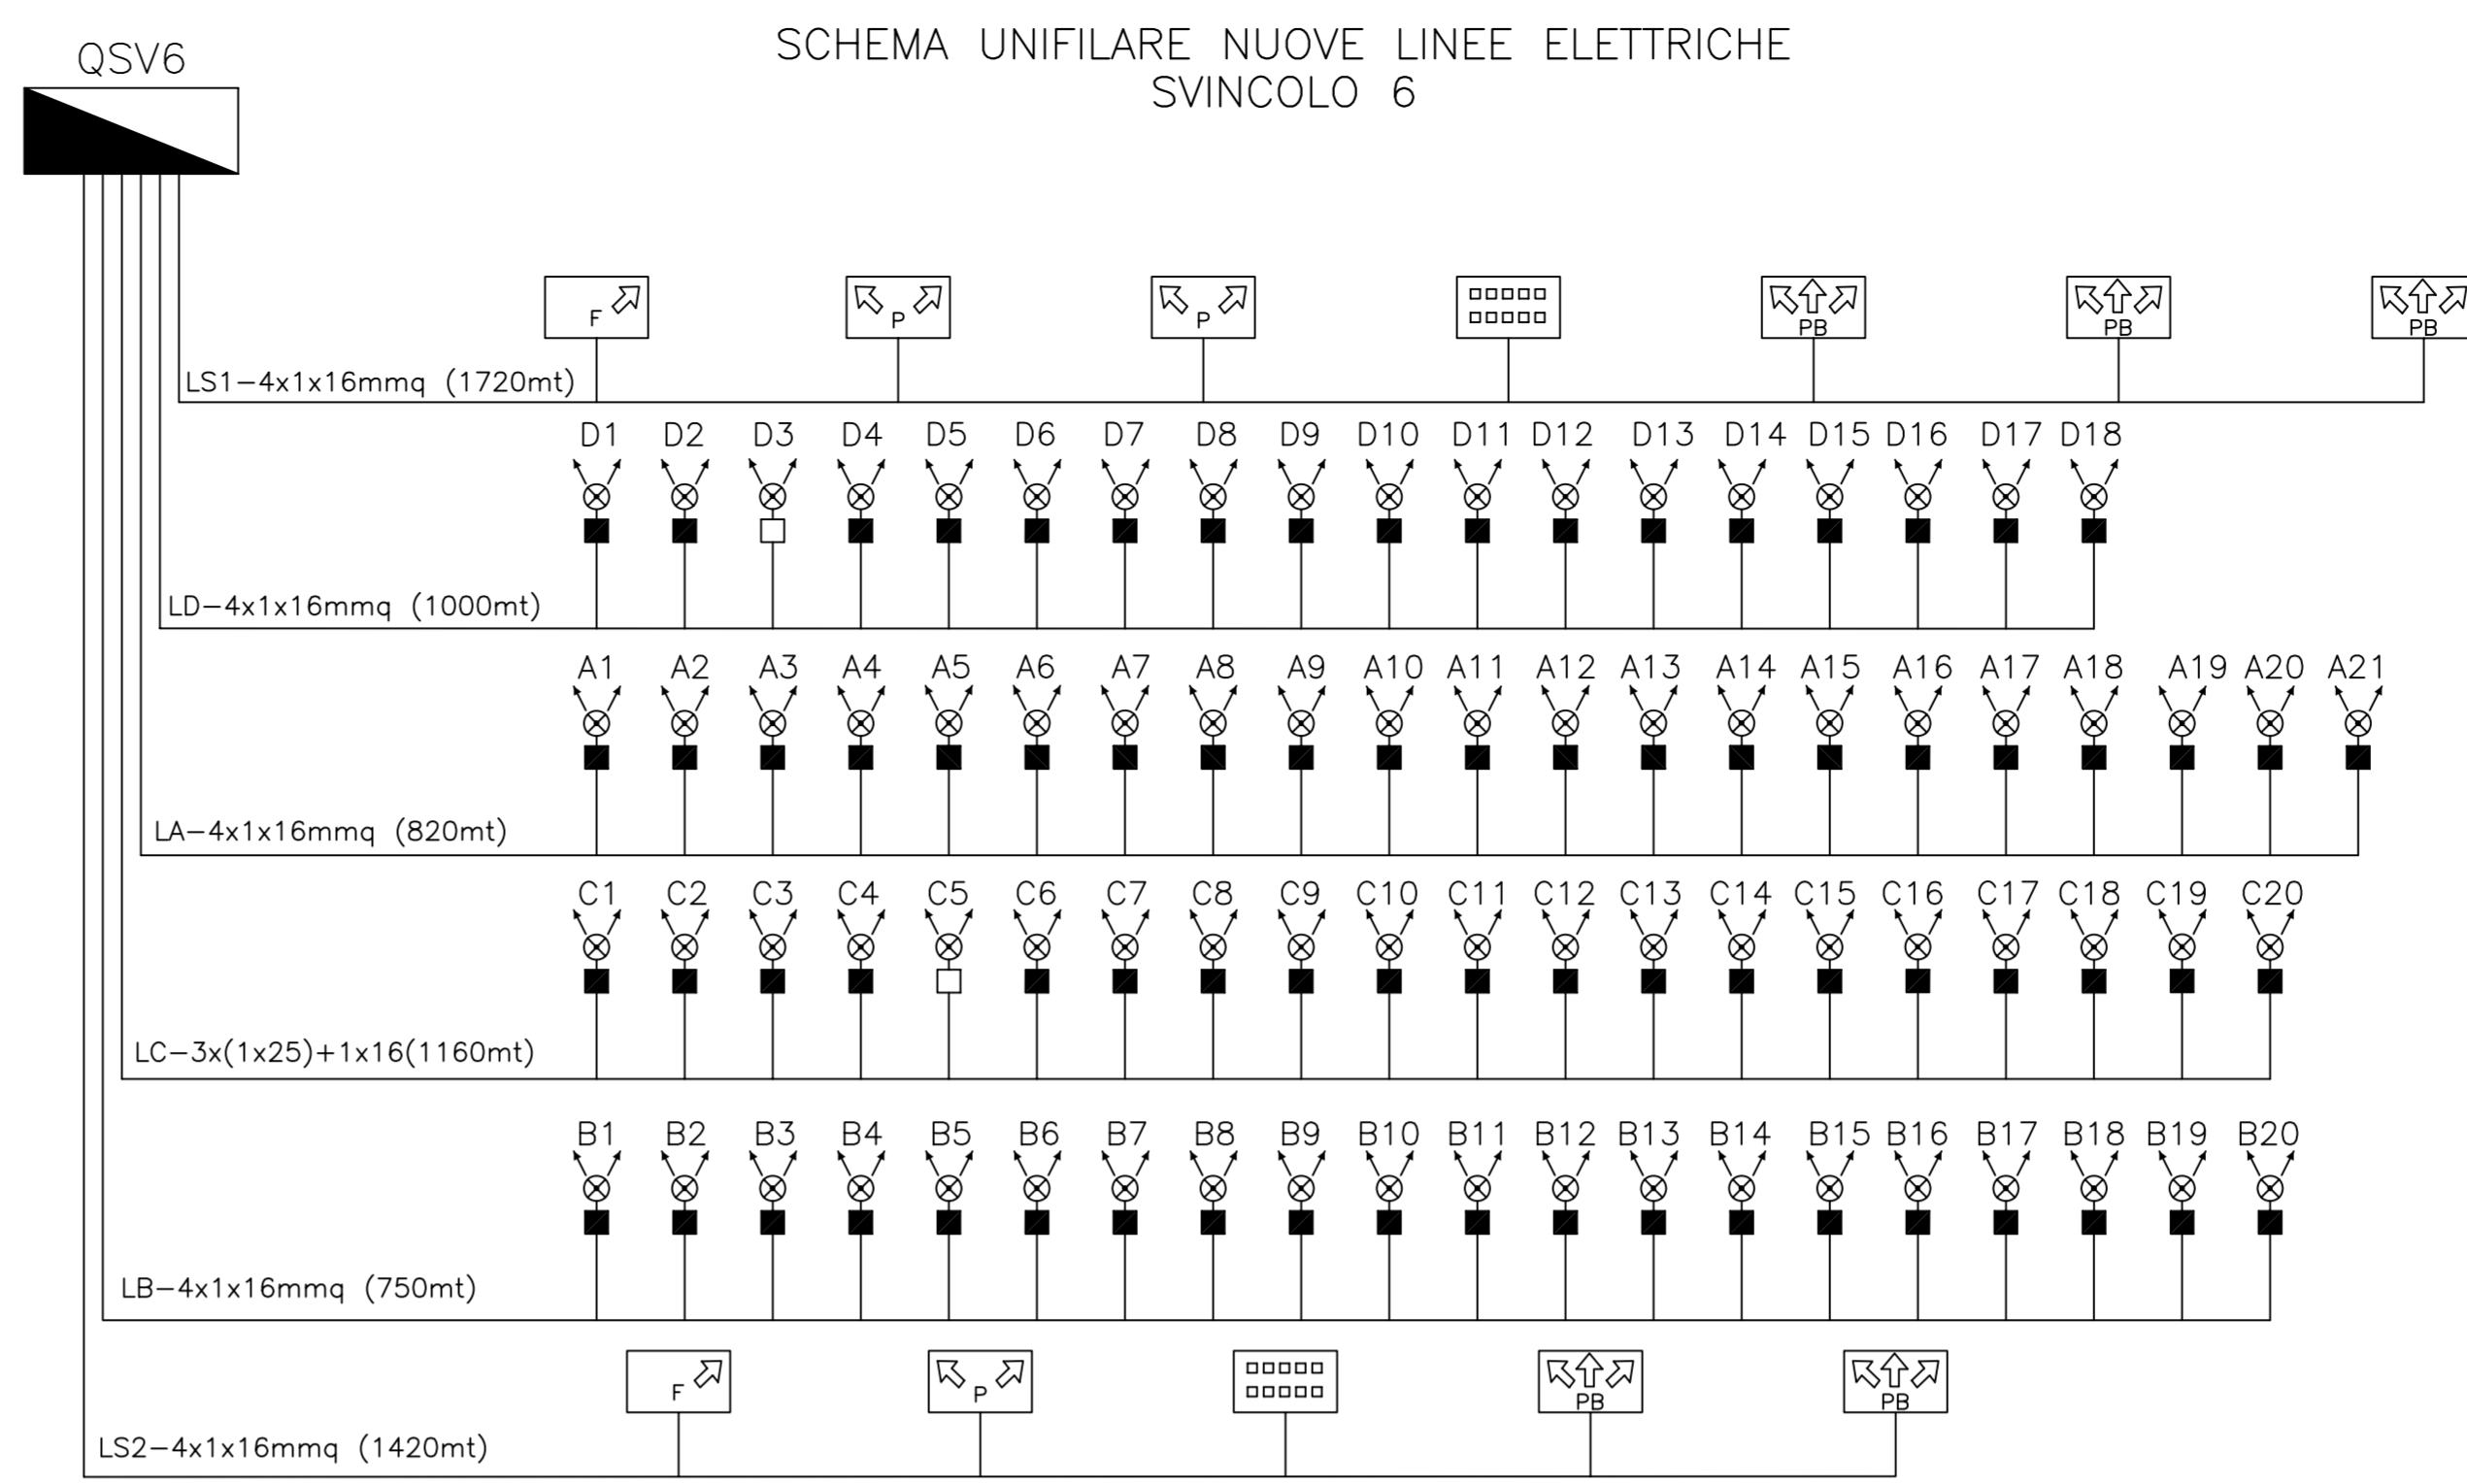 SCHEMA UNIFILARE NUOVE LINEE ELETTRICHE
SVINCOLO 6
QSV6
F P P PB PB PB
LS1-4x1x16mmq (1720mt)
D1 D2 D3 D4 D5 D6 D7 D8 D9 D10 D11 D12 D13 D14 D15 D16 D17 D18
LD-4x1x16mmq (1000mt)
A1 A2 A3 A4 A5 A6 A7 A8 A9 A10 A11 A12 A13 A14 A15 A16 A17 A18 A19 A20 A21
LA-4x1x16mmq (820mt)
C1 C2 C3 C4 C5 C6 C7 C8 C9 C10 C11 C12 C13 C14 C15 C16 C17 C18 C19 C20
LC-3x(1x25)+1x16(1160mt)
B1 B2 B3 B4 B5 B6 B7 B8 B9 B10 B11 B12 B13 B14 B15 B16 B17 B18 B19 B20
LB-4x1x16mmq (750mt)
F P PB PB
LS2-4x1x16mmq (1420mt)